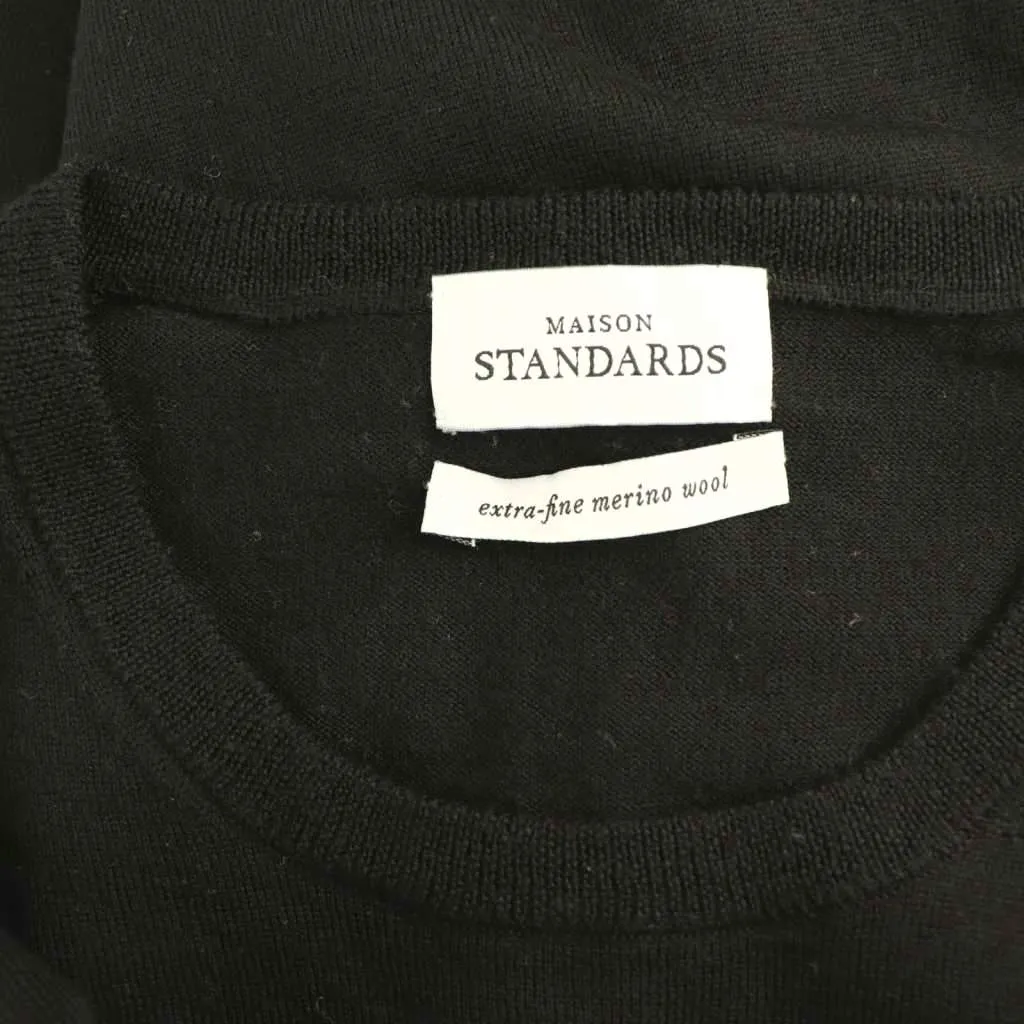 MAISON
STANDARDS
extra-fine merino wool